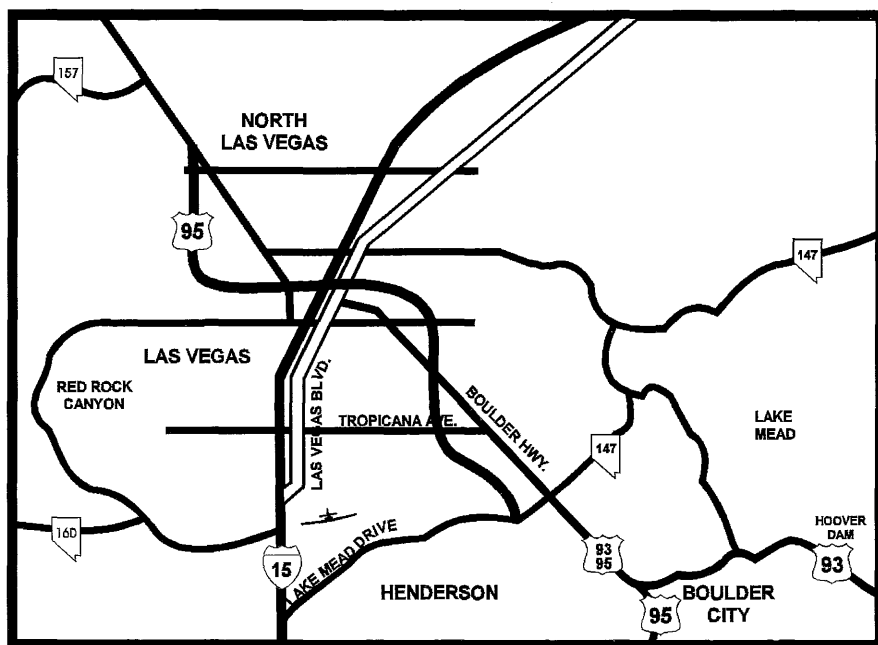 157
NORTH
LAS VEGAS
95
147
LAS VEGAS
RED ROCK
CANYON
LAS VEGAS BLVD.
TROPICANA AVE.
BOULDER HWY.
LAKE
MEAD
147
16D
15
LAKE MEAD DRIVE
HENDERSON
93
95
HOOVER
DAM
93
BOULDER
CITY
95